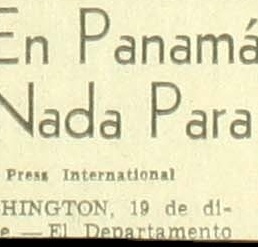 En Panamá
Nada Para
Press International
HINGTON, 19 de di-
e — El Departamento